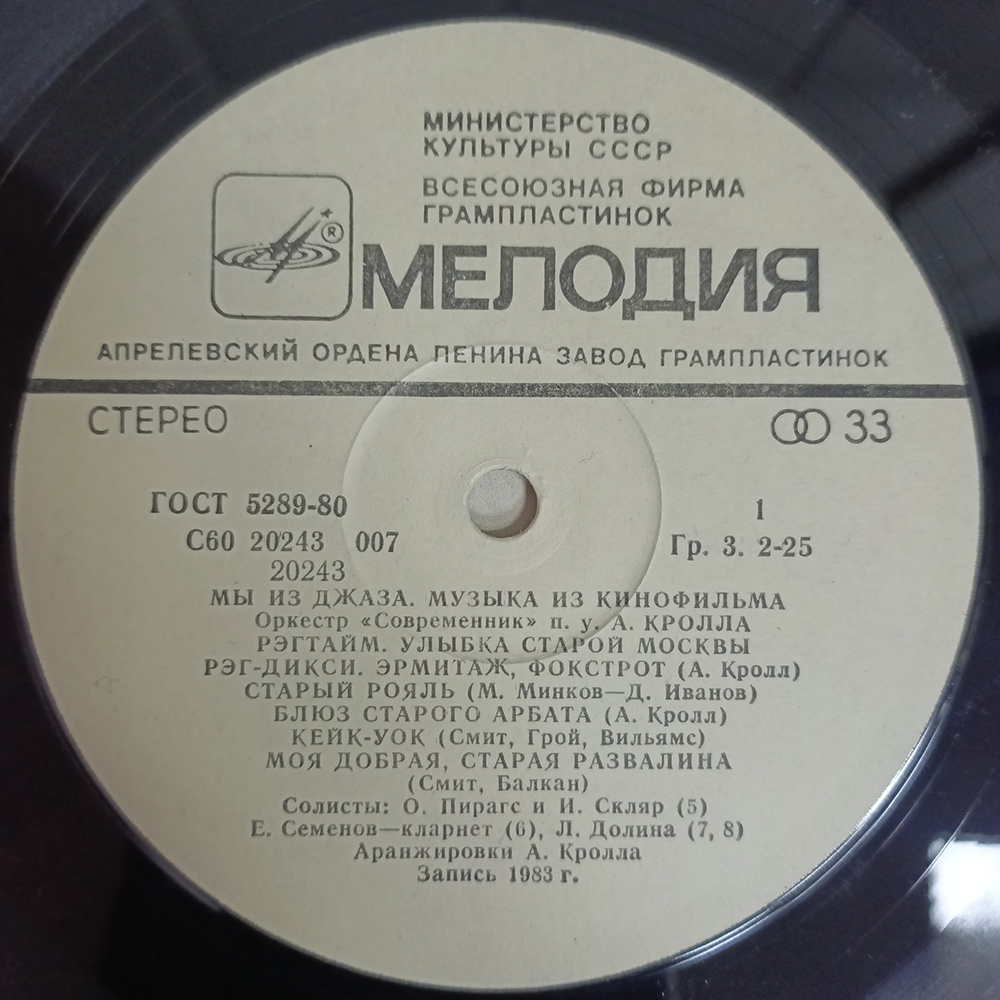 МИНИСТЕРСТВО
КУЛЬТУРЫ СССР
ВСЕСОЮЗНАЯ ФИРМА
ГРАМПЛАСТИНОК
®
МЕЛОДИЯ
АПРЕЛЕВСКИЙ ОРДЕНА ЛЕНИНА ЗАВОД ГРАМПЛАСТИНОК
СТЕРЕО 33
ГОСТ 5289-80 1
С60 20243 007 Гр. 3. 2-25
20243
МЫ ИЗ ДЖАЗА. МУЗЫКА ИЗ КИНОФИЛЬМА
Оркестр «Современник» п. у. А. КРОЛЛА
РЭГТАЙМ. УЛЫБКА СТАРОЙ МОСКВЫ
РЭГ-ДИКСИ. ЭРМИТАЖ, ФОКСТРОТ (А. Кролл)
СТАРЫЙ РОЯЛЬ (М. Минков—Д. Иванов)
БЛЮЗ СТАРОГО АРБАТА (А. Кролл)
КЕЙК-УОК (Смит, Грой, Вильямс)
МОЯ ДОБРАЯ, СТАРАЯ РАЗВАЛИНА
(Смит, Балкан)
Солисты: О. Пирагс и И. Скляр (5)
Е. Семенов—кларнет (6), Л. Долина (7, 8)
Аранжировки А. Кролла
Запись 1983 г.